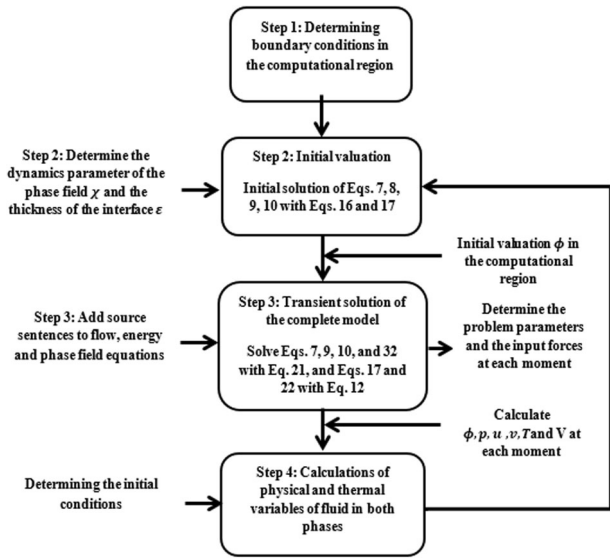 Step 1: Determining
boundary conditions in
the computational region
Step 2: Determine the
dynamics parameter of the
phase field χ and the
thickness of the interface ε
Step 2: Initial valuation
Initial solution of Eqs. 7, 8,
9, 10 with Eqs. 16 and 17
Initial valuation ϕ in
the computational
region
Step 3: Add source
sentences to flow, energy
and phase field equations
Step 3: Transient solution of
the complete model
Solve Eqs. 7, 9, 10, and 32
with Eq. 21, and Eqs. 17 and
22 with Eq. 12
Determine the
problem parameters
and the input forces
at each moment
Calculate
ϕ, p, u ,v, T and V at
each moment
Determining the initial
conditions
Step 4: Calculations of
physical and thermal
variables of fluid in both
phases